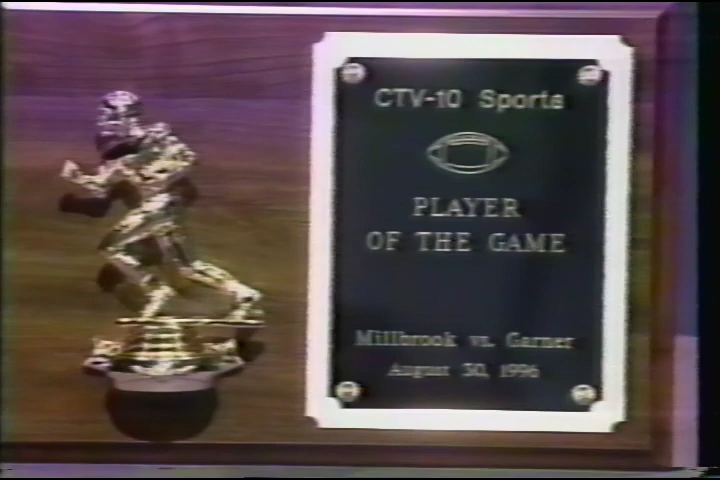 CTV-10 Sports
PLAYER
OF THE GAME
Millbrook vs. Garner
August 30, 1996